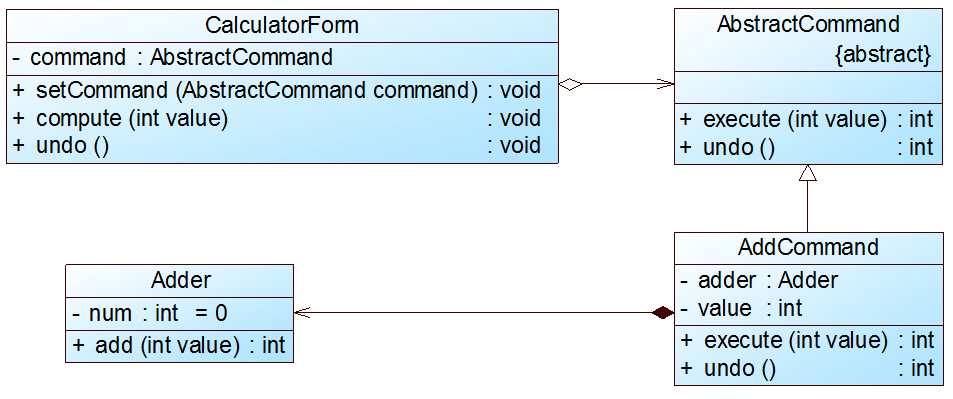 CalculatorForm
- command : AbstractCommand
+ setCommand (AbstractCommand command) : void
+ compute (int value) : void
+ undo () : void
AbstractCommand
{abstract}
+ execute (int value) : int
+ undo () : int
Adder
- num : int = 0
+ add (int value) : int
AddCommand
- adder : Adder
- value : int
+ execute (int value) : int
+ undo () : int